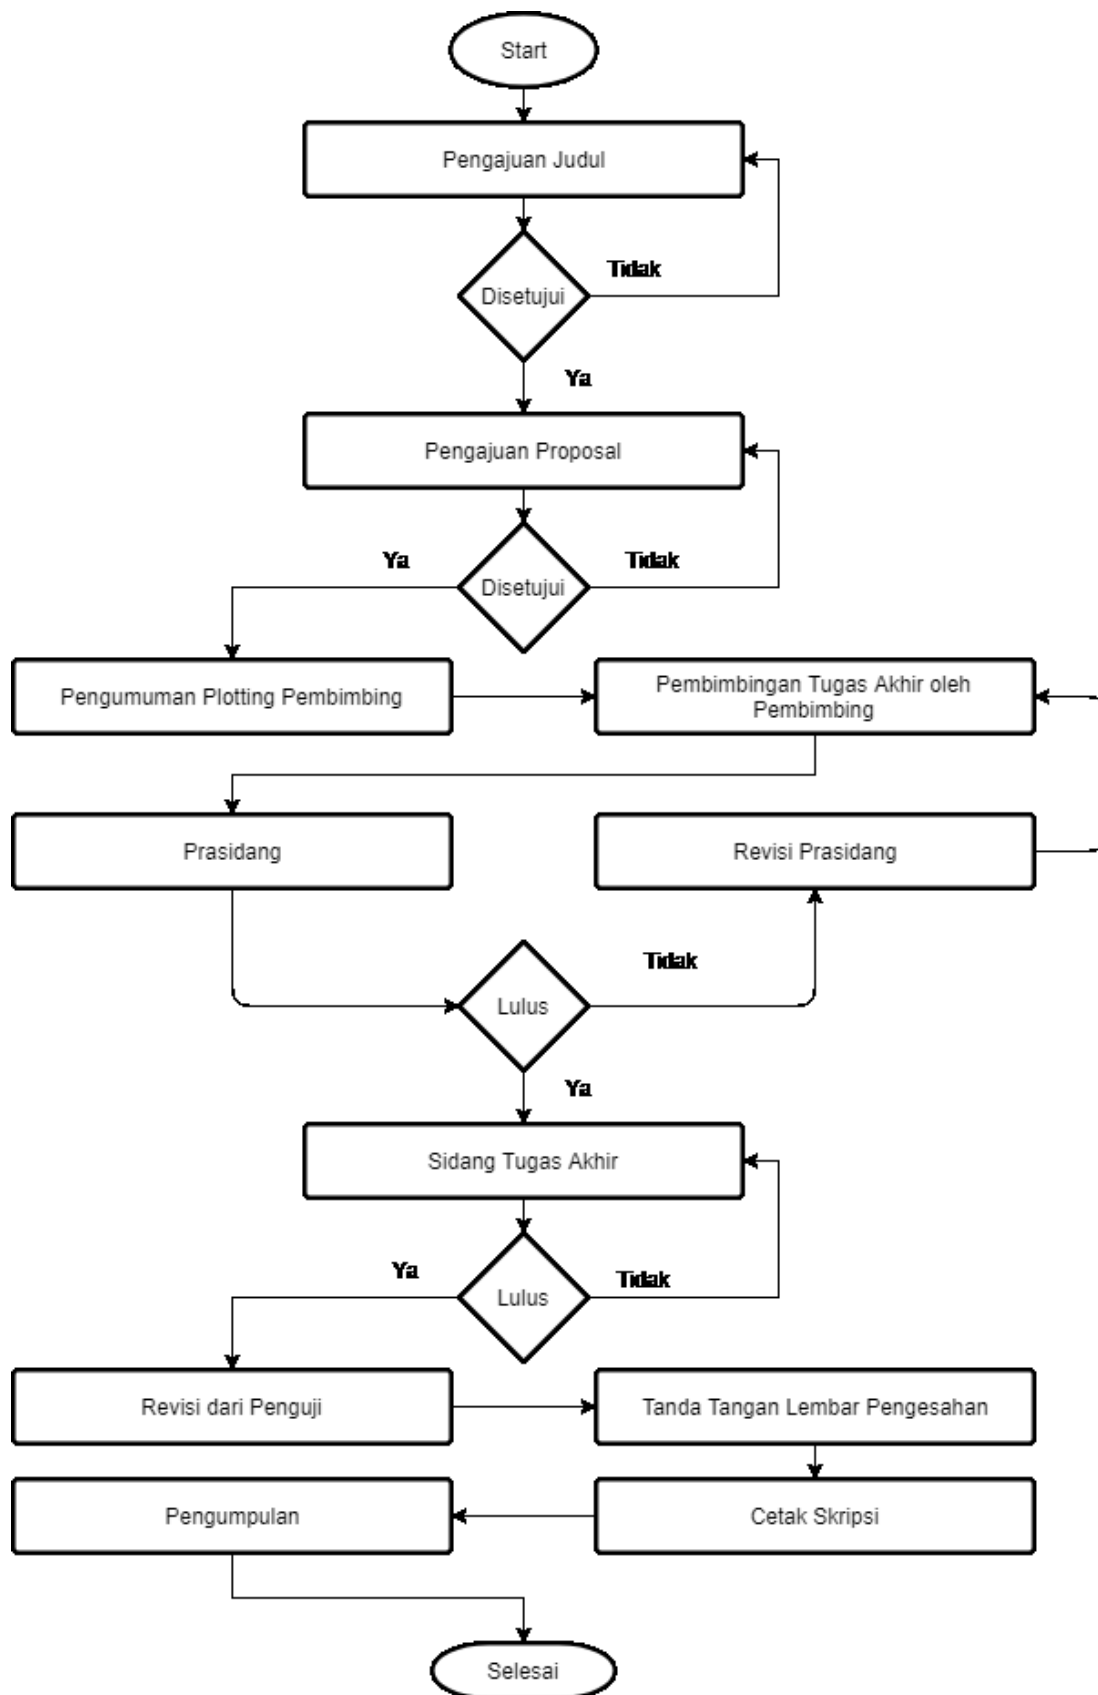 Start
Pengajuan Judul
Tidak
Disetujui
Ya
Pengajuan Proposal
Ya
Tidak
Disetujui
Pengumuman Plotting Pembimbing
Pembimbingan Tugas Akhir oleh
Pembimbing
Prasidang
Revisi Prasidang
Tidak
Lulus
Ya
Sidang Tugas Akhir
Ya
Tidak
Lulus
Revisi dari Penguji
Tanda Tangan Lembar Pengesahan
Pengumpulan
Cetak Skripsi
Selesai